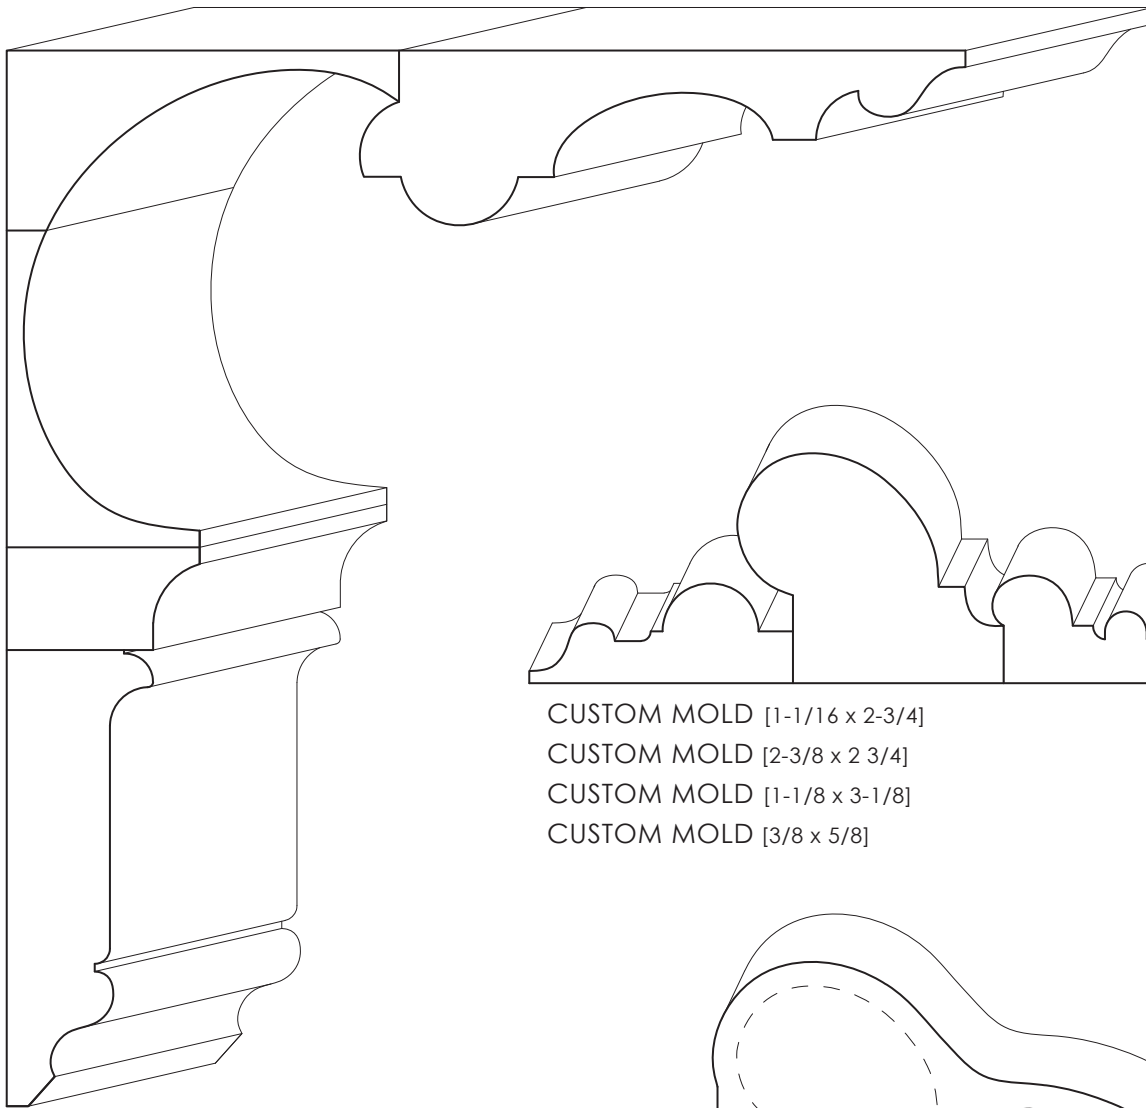 CUSTOM MOLD [1-1/16 x 2-3/4]
CUSTOM MOLD [2-3/8 x 2 3/4]
CUSTOM MOLD [1-1/8 x 3-1/8]
CUSTOM MOLD [3/8 x 5/8]